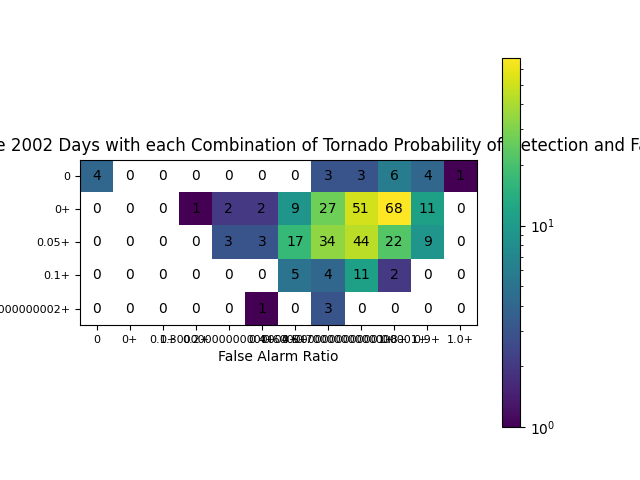 2002 Days with each Combination of Tornado Probability of Detection and
0 4 0 0 0 0 0 0 3 3 6 4 1
0+ 0 0 0 1 2 2 9 27 51 68 11 0
0.05+ 0 0 0 0 3 3 17 34 44 22 9 0
0.1+ 0 0 0 0 0 0 5 4 11 2 0 0
000000002+ 0 0 0 0 0 1 0 3 0 0 0 0
0 0+ 1.0+
False Alarm Ratio
10¹
10⁰